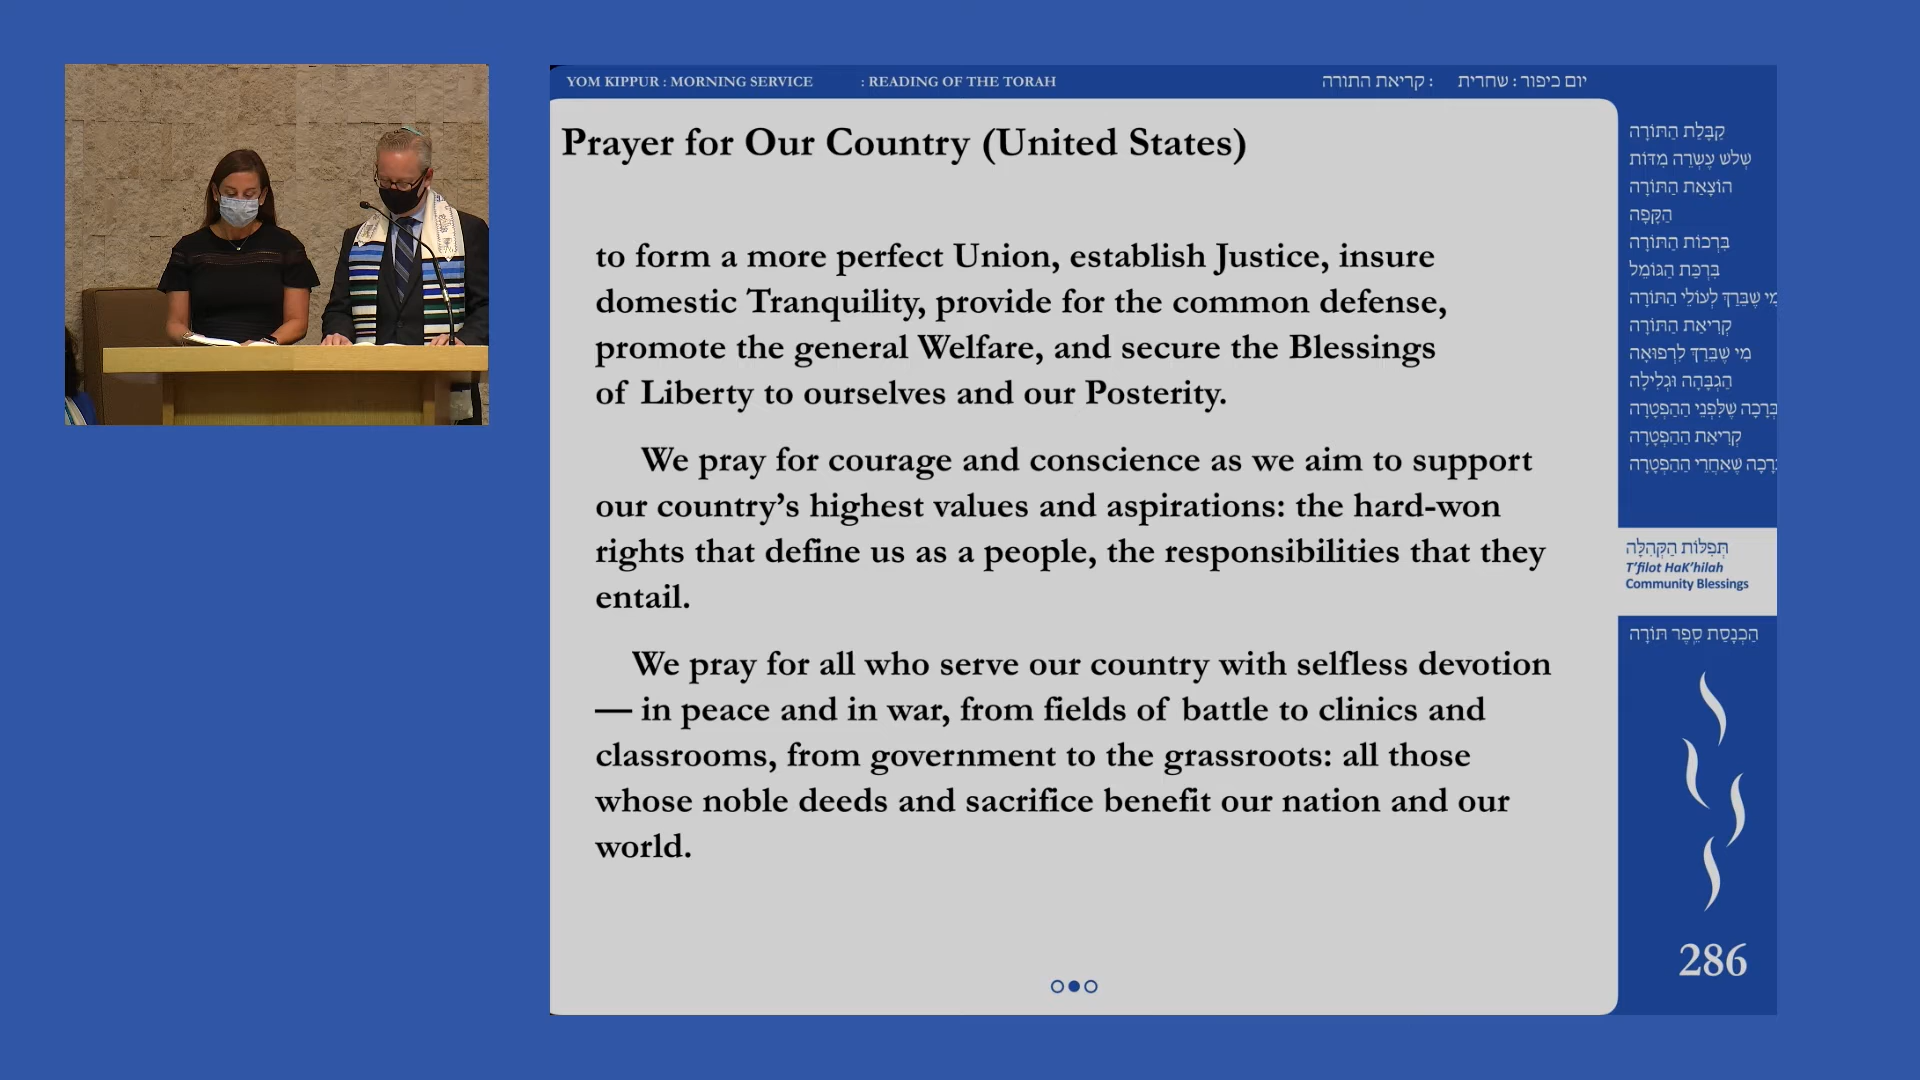 YOM KIPPUR : MORNING SERVICE : READING OF THE TORAH
יום כיפור : שחרית : קריאת התורה
Prayer for Our Country (United States)
to form a more perfect Union, establish Justice, insure
domestic Tranquility, provide for the common defense,
promote the general Welfare, and secure the Blessings
of Liberty to ourselves and our Posterity.
We pray for courage and conscience as we aim to support
our country’s highest values and aspirations: the hard-won
rights that define us as a people, the responsibilities that they
entail.
We pray for all who serve our country with selfless devotion
— in peace and in war, from fields of battle to clinics and
classrooms, from government to the grassroots: all those
whose noble deeds and sacrifice benefit our nation and our
world.
קַבָּלַת הַתּוֹרָה
שְׁלֹשׁ עֶשְׂרֵה מִדּוֹת
הוֹצָאַת הַתּוֹרָה
הַקָּפָה
בִּרְכוֹת הַתּוֹרָה
בִּרְכַּת הַגּוֹמֵל
מִי שֶׁבֵּרַךְ לְעוֹלֵי הַתּוֹרָה
קְרִיאַת הַתּוֹרָה
מִי שֶׁבֵּרַךְ לִרְפוּאָה
הַגְבָּהָה וּגְלִילָה
בְּרָכָה שֶׁלִּפְנֵי הַהַפְטָרָה
קְרִיאַת הַהַפְטָרָה
שֶׁאַחֲרֵי הַהַפְטָרָה
תְּפִלּוֹת הַקְּהִלָּה
T’filot HaK’hilah
Community Blessings
הַכְנָסַת סֵפֶר תּוֹרָה
286